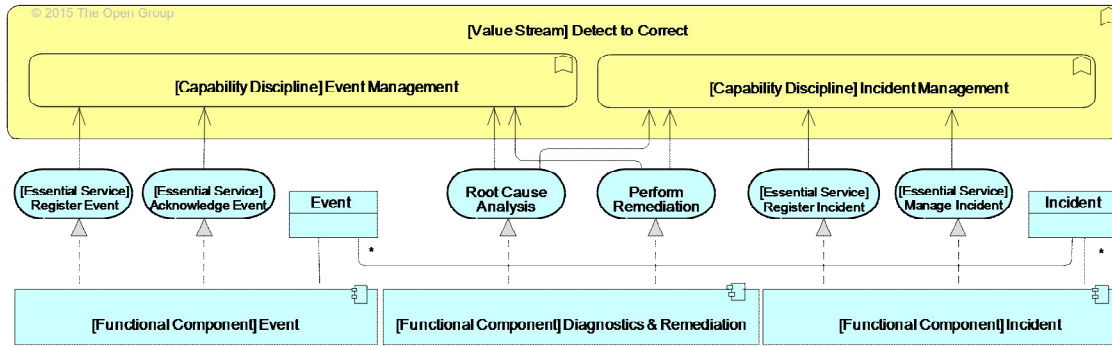 © 2015 The Open Group
[Value Stream] Detect to Correct
[Capability Discipline] Event Management
[Capability Discipline] Incident Management
[Essential Service]
Register Event
[Essential Service]
Acknowledge Event
Event
Root Cause
Analysis
Perform
Remediation
[Essential Service]
Register Incident
[Essential Service]
Manage Incident
Incident
*
*
[Functional Component] Event
[Functional Component] Diagnostics & Remediation
[Functional Component] Incident